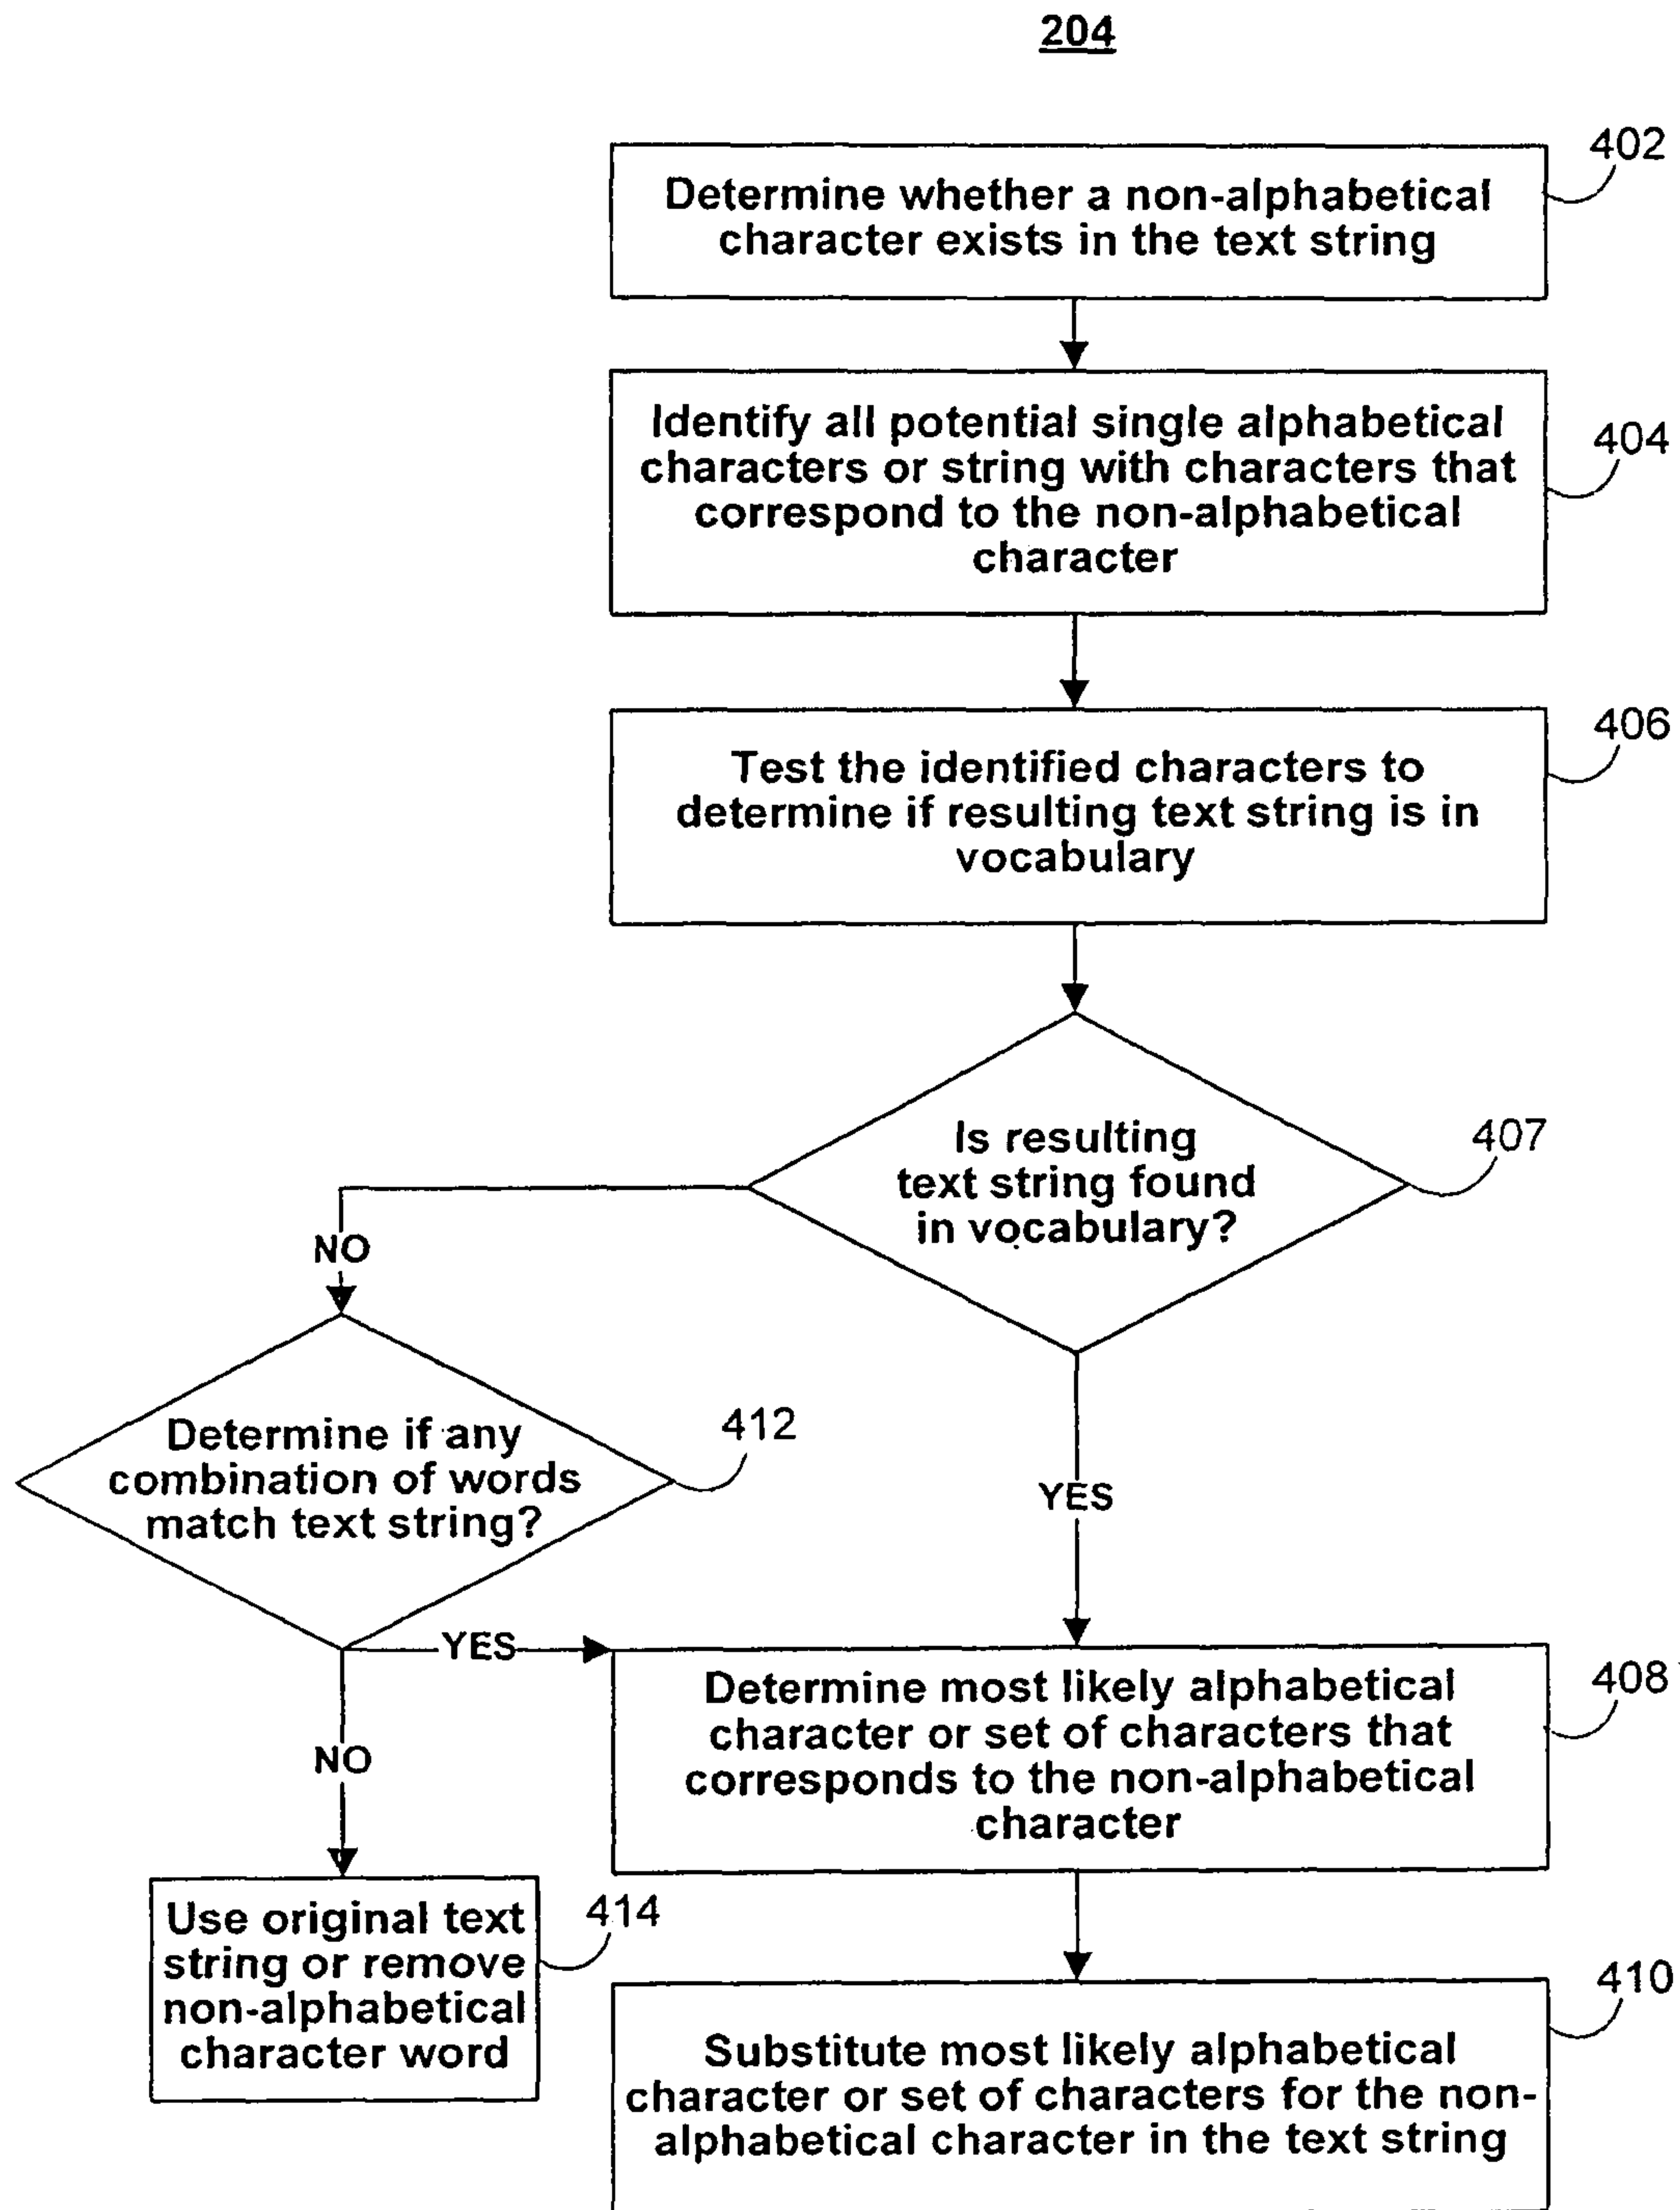 204
402
Determine whether a non-alphabetical
character exists in the text string
404
Identify all potential single alphabetical
characters or string with characters that
correspond to the non-alphabetical
character
406
Test the identified characters to
determine if resulting text string is in
vocabulary
407
Is resulting
text string found
in vocabulary?
NO
412
Determine if any
combination of words
match text string?
YES
YES
408
Determine most likely alphabetical
character or set of characters that
corresponds to the non-alphabetical
character
NO
414
Use original text
string or remove
non-alphabetical
character word
410
Substitute most likely alphabetical
character or set of characters for the non-
alphabetical character in the text string